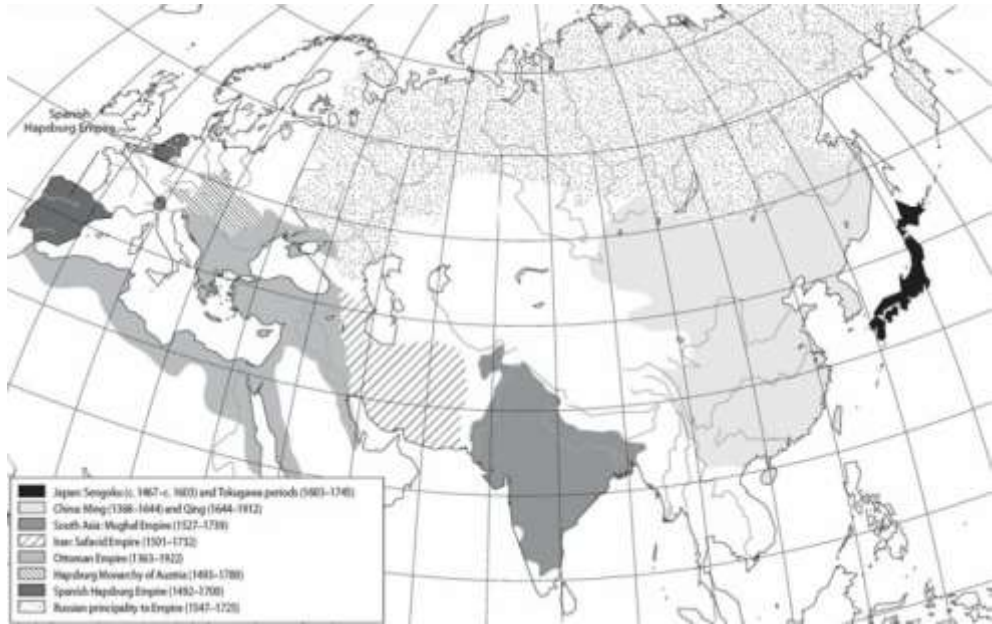 Spanish
Hapsburg Empire
Japan: Sengoku (c. 1467–c. 1603) and Tokugawa periods (1603–1745)
China: Ming (1368–1644) and Qing (1644–1912)
South Asia: Mughal Empire (1527–1739)
Iran: Safavid Empire (1501–1732)
Ottoman Empire (1363–1922)
Hapsburg Monarchy of Austria (1493–1780)
Spanish Hapsburg Empire (1492–1700)
Russian principality to Empire (1547–1725)